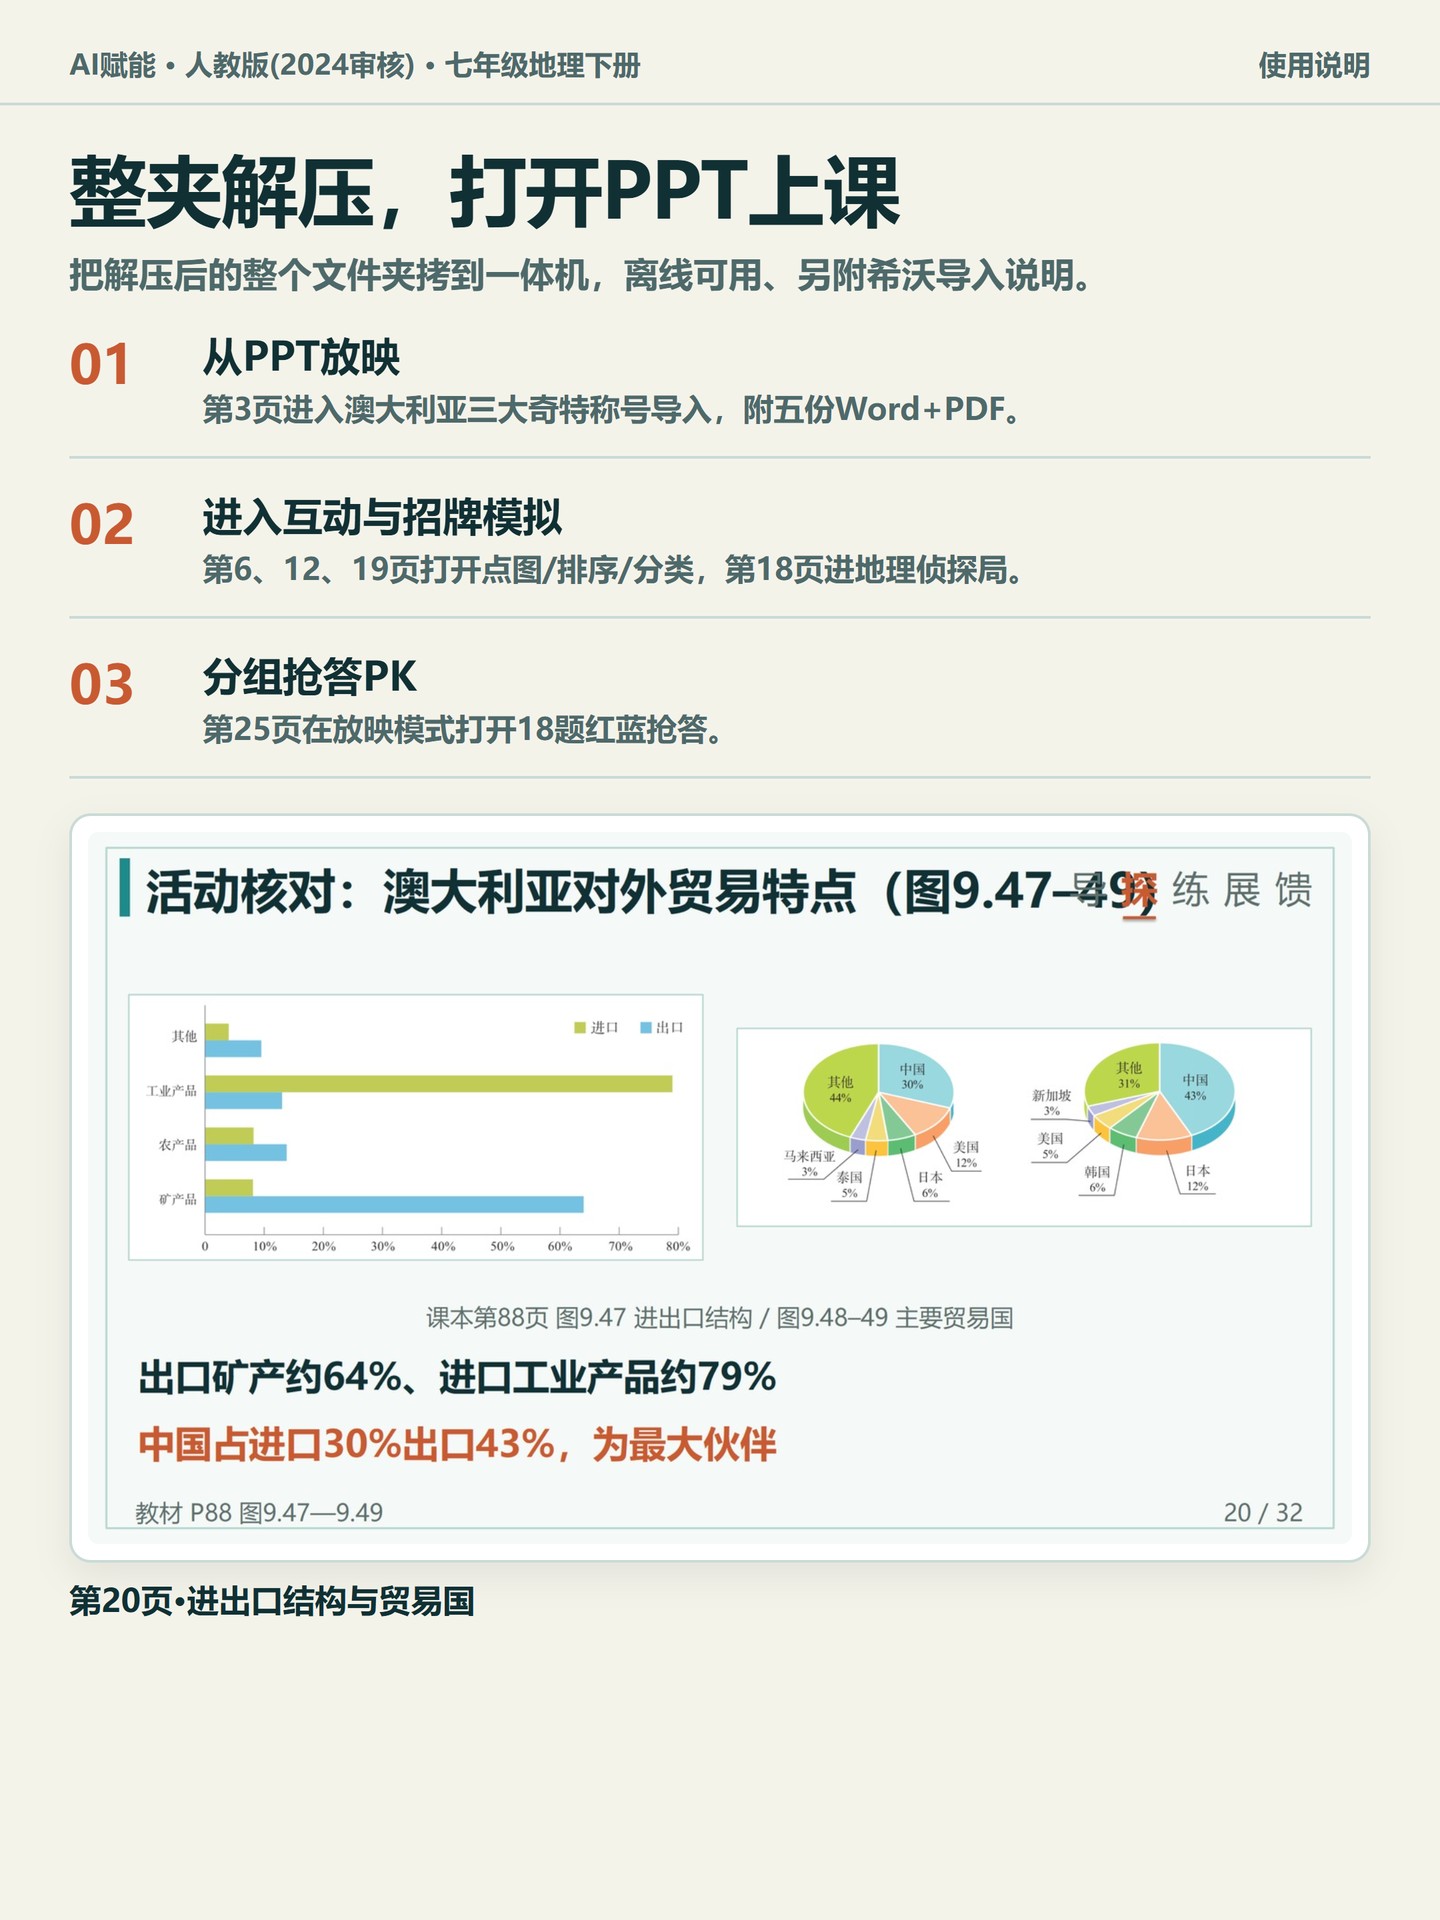 AI赋能 • 人教版(2024审核) • 七年级地理下册
使用说明
整夹解压，打开PPT上课
把解压后的整个文件夹拷到一体机，离线可用、另附希沃导入说明。
01
从PPT放映
第3页进入澳大利亚三大奇特称号导入，附五份Word+PDF。
02
进入互动与招牌模拟
第6、12、19页打开点图/排序/分类，第18页进地理侦探局。
03
分组抢答PK
第25页在放映模式打开18题红蓝抢答。
活动核对：澳大利亚对外贸易特点（图9.47–49）
导 探 练 展 馈
进口 出口
其他
工业产品
农产品
矿产品
0 10% 20% 30% 40% 50% 60% 70% 80%
其他
44%
中国
30%
美国
12%
日本
6%
泰国
5%
马来西亚
3%
其他
31%
中国
43%
日本
12%
韩国
6%
美国
5%
新加坡
3%
课本第88页 图9.47 进出口结构 / 图9.48–49 主要贸易国
出口矿产约64%、进口工业产品约79%
中国占进口30%出口43%，为最大伙伴
教材 P88 图9.47—9.49
20 / 32
第20页•进出口结构与贸易国